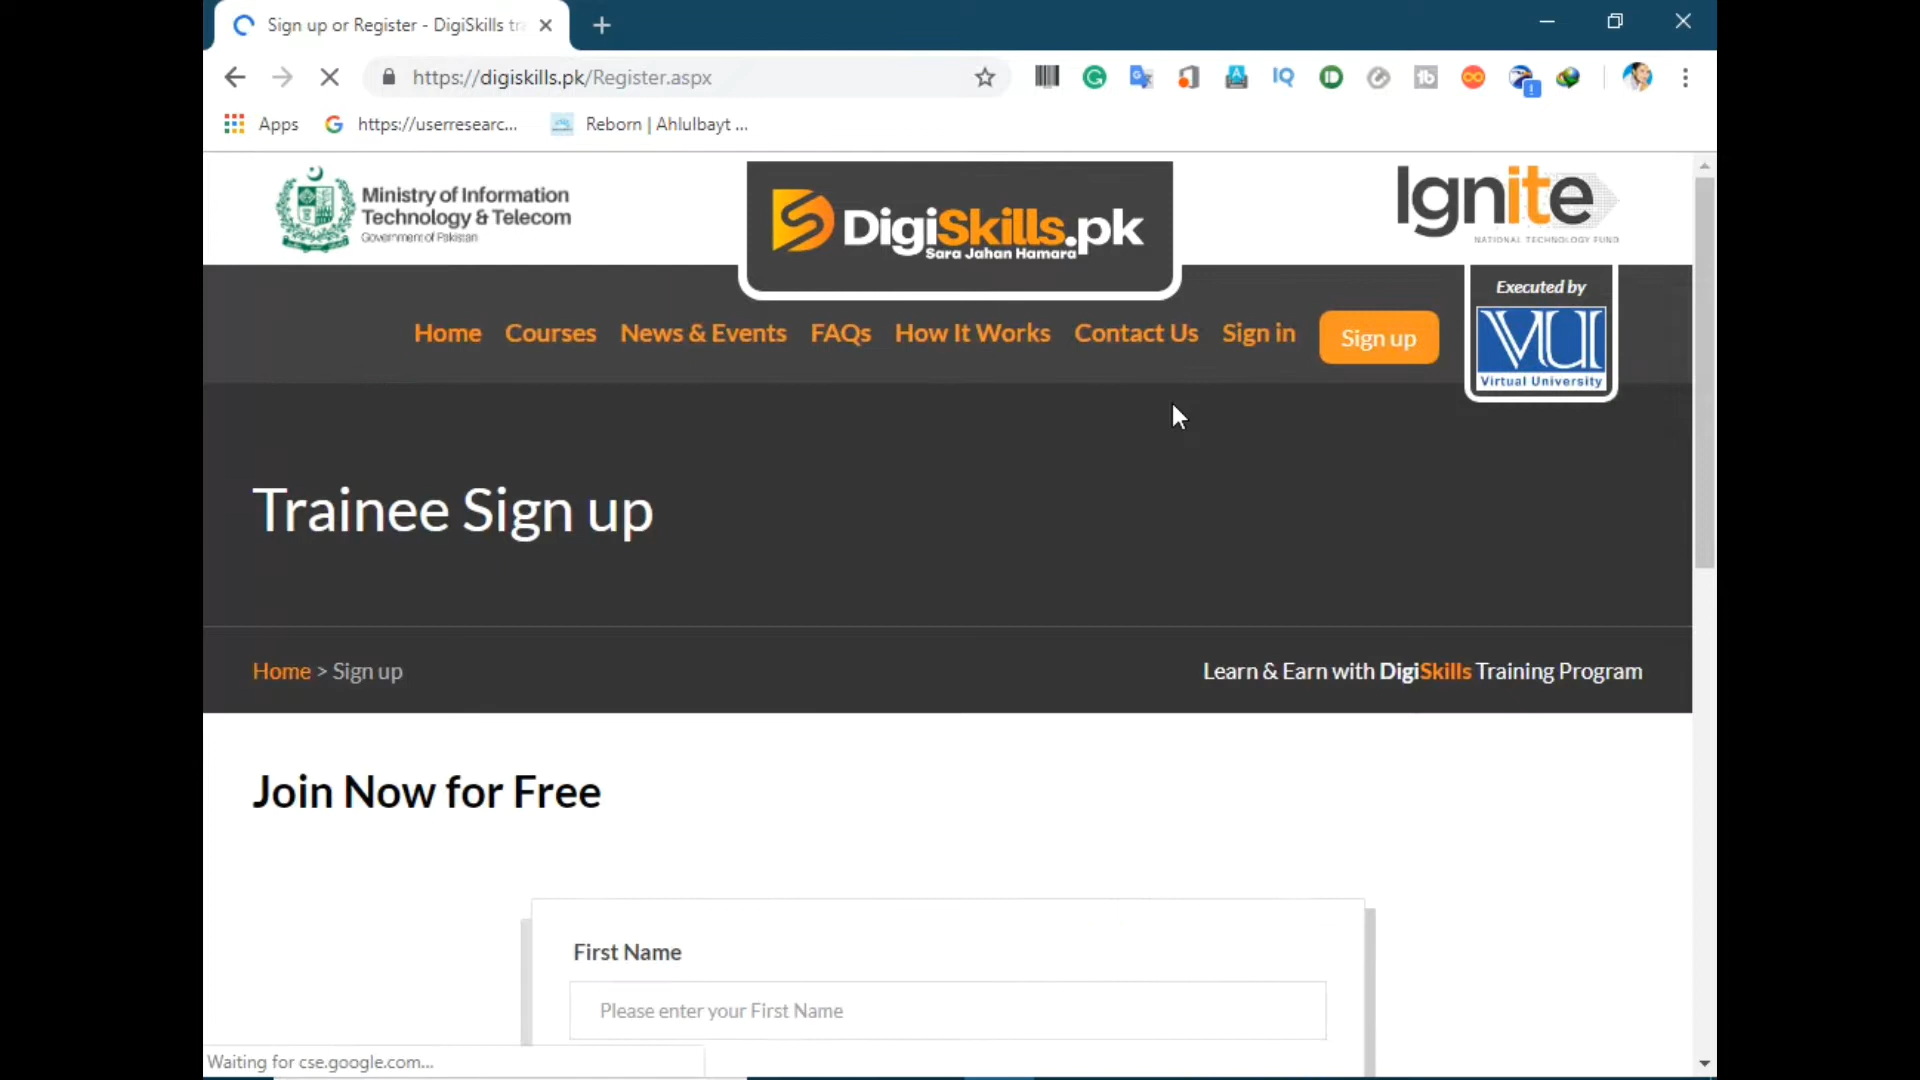 Sign up or Register - DigiSkills tr
https://digiskills.pk/Register.aspx
Apps
https://userresearc...
Reborn | Ahlulbayt ...
Ministry of Information
Technology & Telecom
Government of Pakistan
DigiSkills.pk
Sara Jahan Hamara
Ignite
NATIONAL TECHNOLOGY FUND
Executed by
VU
Virtual University
Home
Courses
News & Events
FAQs
How It Works
Contact Us
Sign in
Sign up
Trainee Sign up
Home > Sign up
Learn & Earn with DigiSkills Training Program
Join Now for Free
First Name
Please enter your First Name
Waiting for cse.google.com...